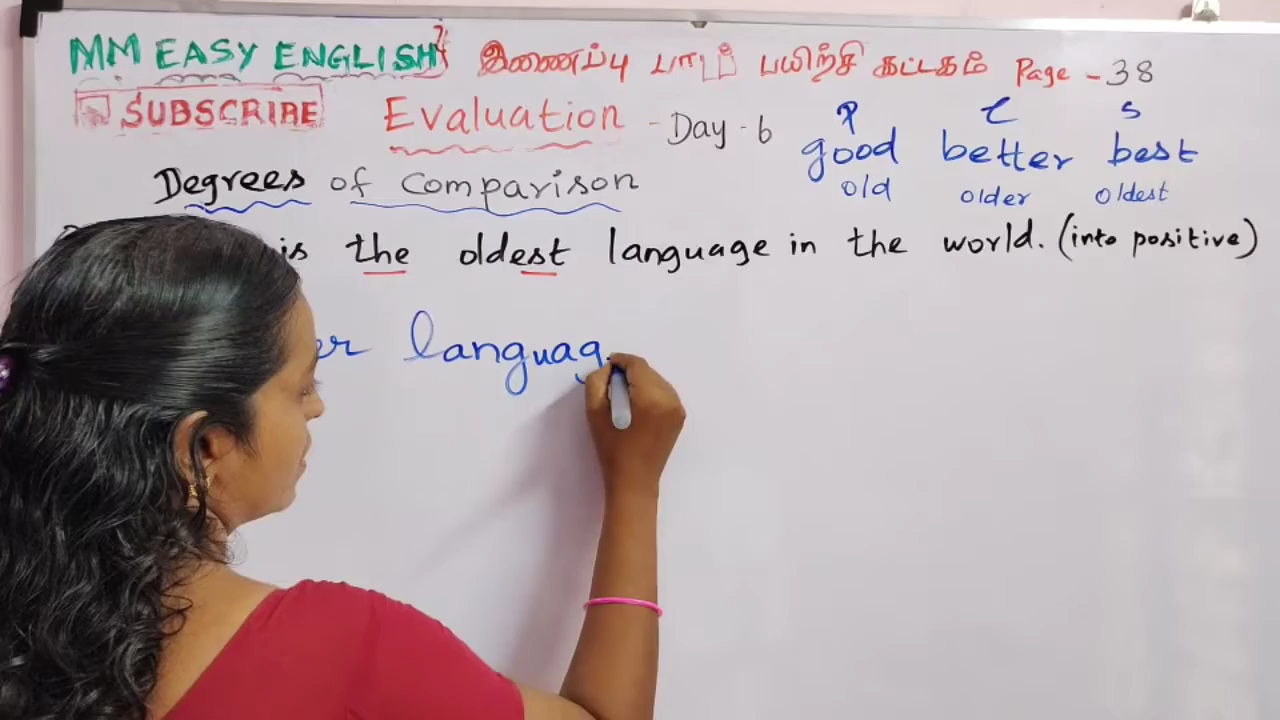 MM EASY ENGLISH இணைப்பு பாடப் பயிற்சி கட்டகம் Page - 38
SUBSCRIBE Evaluation - Day - 6
P C S
good better best
old older oldest
Degrees of comparison
is the oldest language in the world. (into positive)
er languag